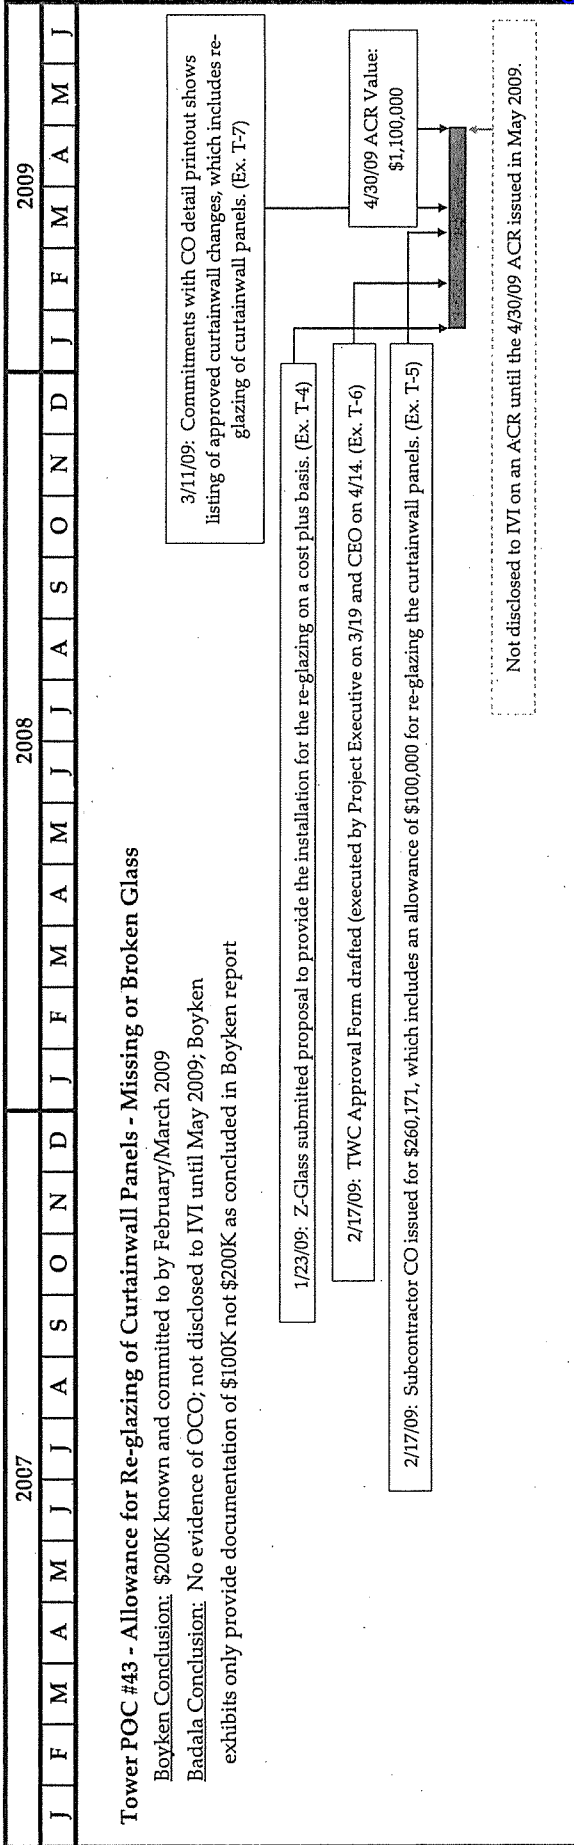 2007 2008 2009
J F M A M J J A S O N D J F M A M J J A S O N D J F M A M J
Tower POC #43 - Allowance for Re-glazing of Curtainwall Panels - Missing or Broken Glass
Boyken Conclusion: $200K known and committed to by February/March 2009
Badala Conclusion: No evidence of OCO; not disclosed to IVI until May 2009; Boyken
exhibits only provide documentation of $100K not $200K as concluded in Boyken report
3/11/09: Commitments with CO detail printout shows
listing of approved curtainwall changes, which includes re-
glazing of curtainwall panels. (Ex. T-7)
1/23/09: Z-Glass submitted proposal to provide the installation for the re-glazing on a cost plus basis. (Ex. T-4)
2/17/09: TWC Approval Form drafted (executed by Project Executive on 3/19 and CEO on 4/14. (Ex. T-6)
4/30/09 ACR Value:
$1,100,000
2/17/09: Subcontractor CO issued for $260,171, which includes an allowance of $100,000 for re-glazing the curtainwall panels. (Ex. T-5)
Not disclosed to IVI on an ACR until the 4/30/09 ACR issued in May 2009.